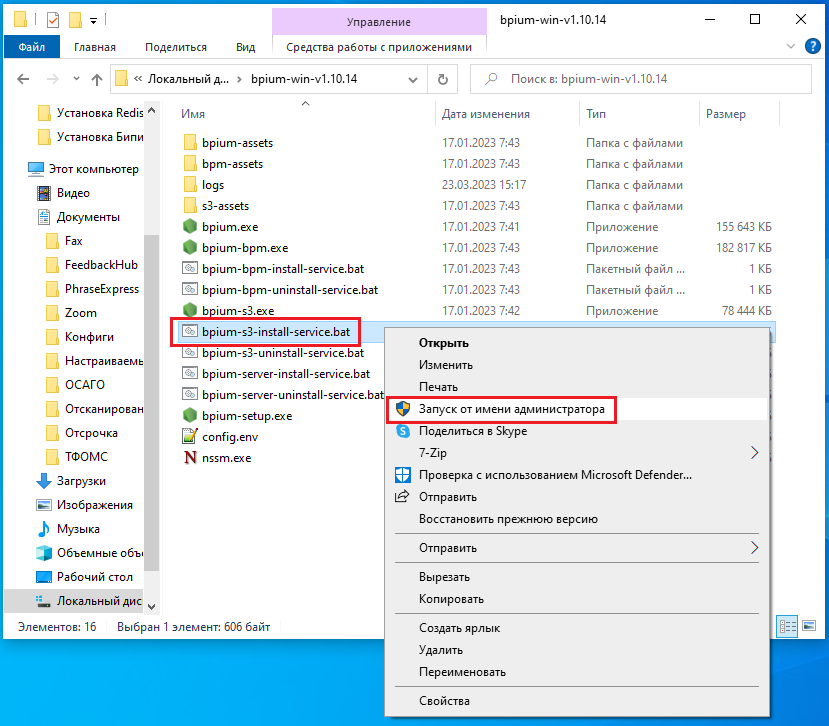 Управление
bpium-win-v1.10.14
Файл
Главная
Поделиться
Вид
Средства работы с приложениями
« Локальный д... › bpium-win-v1.10.14
Поиск в: bpium-win-v1.10.14
Установка Redis
Установка Бипи
Этот компьютер
Видео
Документы
Fax
FeedbackHub
PhraseExpress
Zoom
Конфиги
Настраиваемы
ОСАГО
Отсканирован
Отсрочка
ТФОМС
Загрузки
Изображения
Музыка
Объемные объ
Рабочий стол
Локальный дис
Имя Дата изменения Тип Размер
bpium-assets 17.01.2023 7:43 Папка с файлами
bpm-assets 17.01.2023 7:43 Папка с файлами
logs 23.03.2023 15:17 Папка с файлами
s3-assets 17.01.2023 7:43 Папка с файлами
bpium.exe 17.01.2023 7:41 Приложение 155 643 КБ
bpium-bpm.exe 17.01.2023 7:43 Приложение 182 817 КБ
bpium-bpm-install-service.bat 17.01.2023 7:43 Пакетный файл ... 1 КБ
bpium-bpm-uninstall-service.bat 17.01.2023 7:43 Пакетный файл ... 1 КБ
bpium-s3.exe 17.01.2023 7:42 Приложение 78 444 КБ
bpium-s3-install-service.bat
bpium-s3-uninstall-service.bat
bpium-server-install-service.bat
bpium-server-uninstall-service.bat
bpium-setup.exe
config.env
nssm.exe
Открыть
Изменить
Печать
Запуск от имени администратора
Поделиться в Skype
7-Zip
Проверка с использованием Microsoft Defender...
Отправить
Восстановить прежнюю версию
Отправить
Вырезать
Копировать
Создать ярлык
Удалить
Переименовать
Свойства
Элементов: 16 Выбран 1 элемент: 606 байт